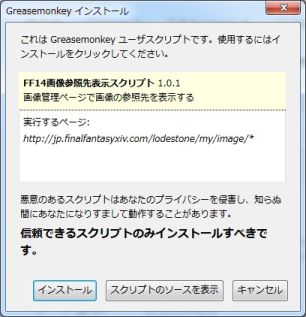 Greasemonkey インストール
これは Greasemonkey ユーザスクリプトです。使用するにはイ
ンストールをクリックしてください。
FF14画像参照先表示スクリプト 1.0.1
画像管理ページで画像の参照先を表示する
実行するページ:
http://jp.finalfantasyxiv.com/lodestone/my/image/*
悪意のあるスクリプトはあなたのプライバシーを侵害し、知らぬ
間にあなたになりすまして動作することがあります。
信頼できるスクリプトのみインストールすべきで
す。
インストール スクリプトのソースを表示 キャンセル